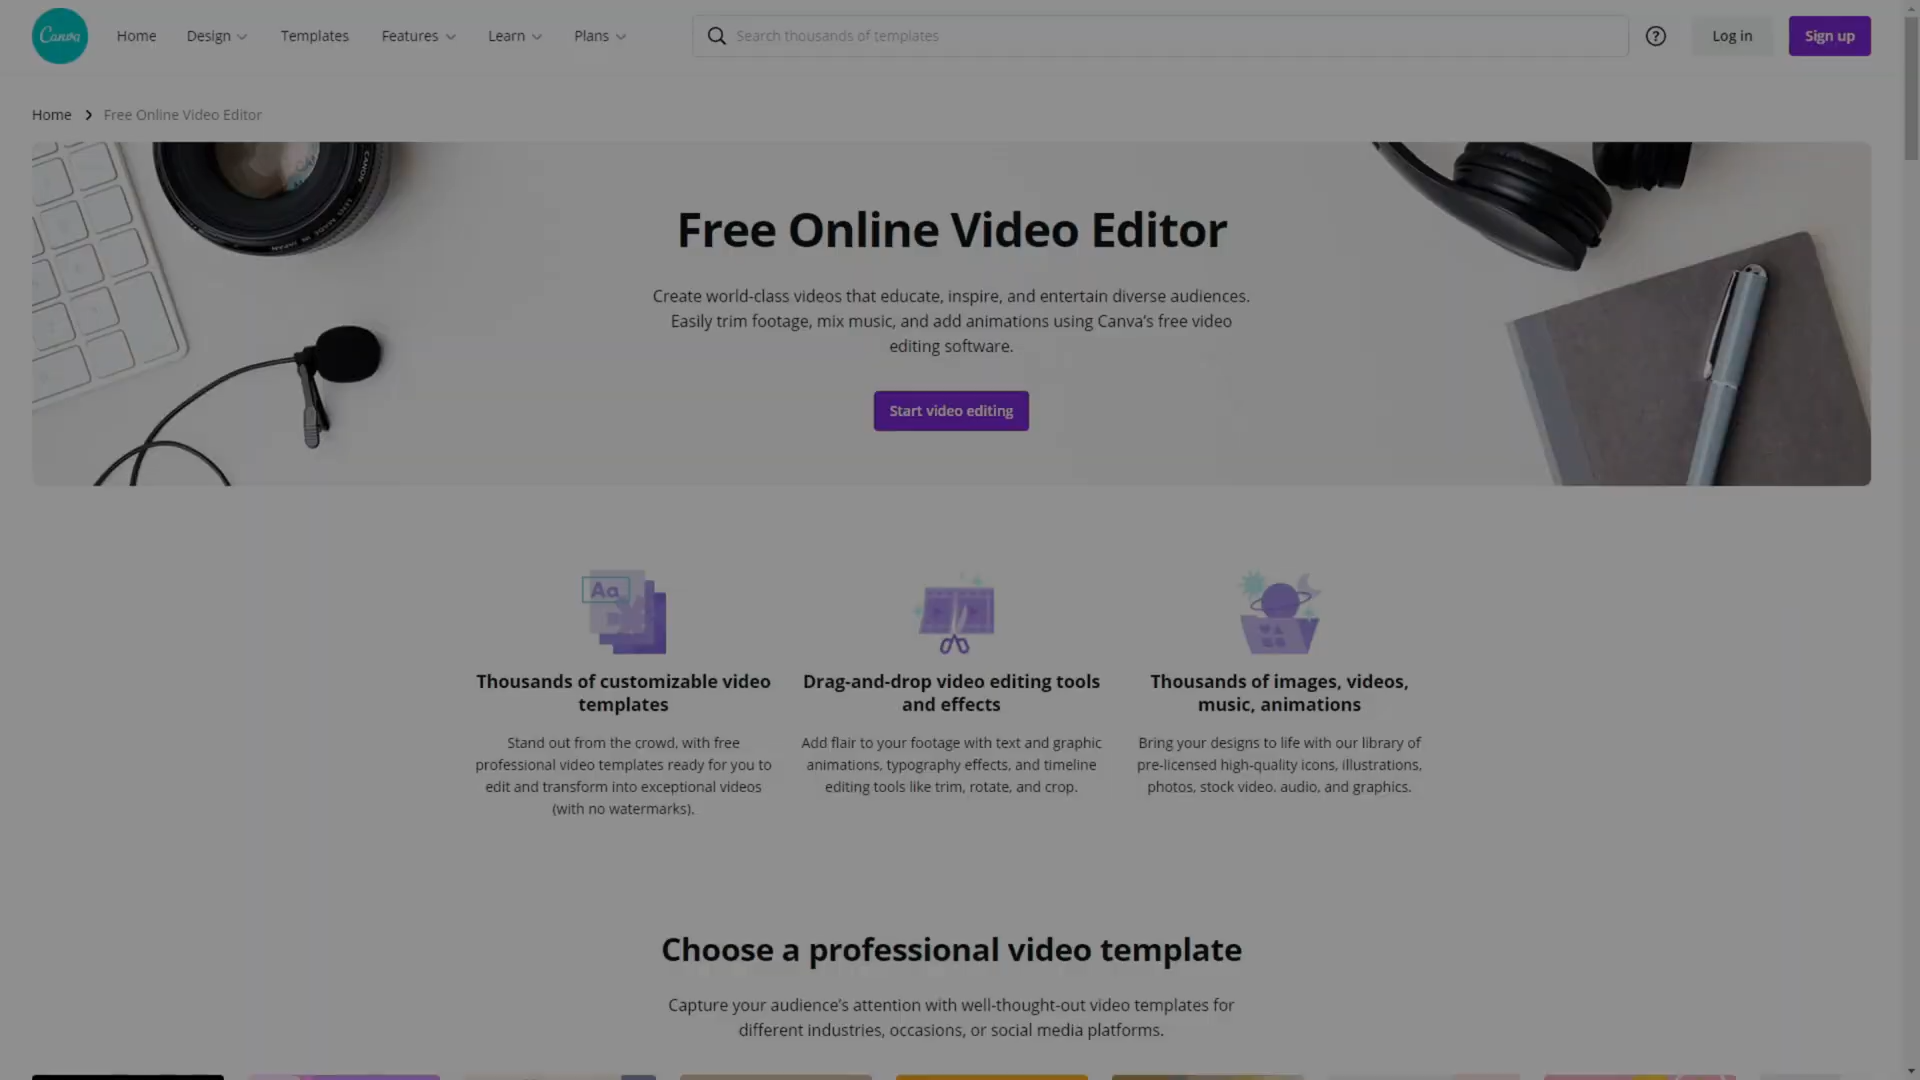 Canva
Home
Design
Templates
Features
Learn
Plans
Search thousands of templates
?
Log in
Sign up
Home
Free Online Video Editor
CANON
Free Online Video Editor
Create world-class videos that educate, inspire, and entertain diverse audiences.
Easily trim footage, mix music, and add animations using Canva's free video
editing software.
Start video editing
Aa
Thousands of customizable video
templates
Stand out from the crowd, with free
professional video templates ready for you to
edit and transform into exceptional videos
(with no watermarks).
Drag-and-drop video editing tools
and effects
Add flair to your footage with text and graphic
animations, typography effects, and timeline
editing tools like trim, rotate, and crop.
Thousands of images, videos,
music, animations
Bring your designs to life with our library of
pre-licensed high-quality icons, illustrations,
photos, stock video. audio, and graphics.
Choose a professional video template
Capture your audience's attention with well-thought-out video templates for
different industries, occasions, or social media platforms.